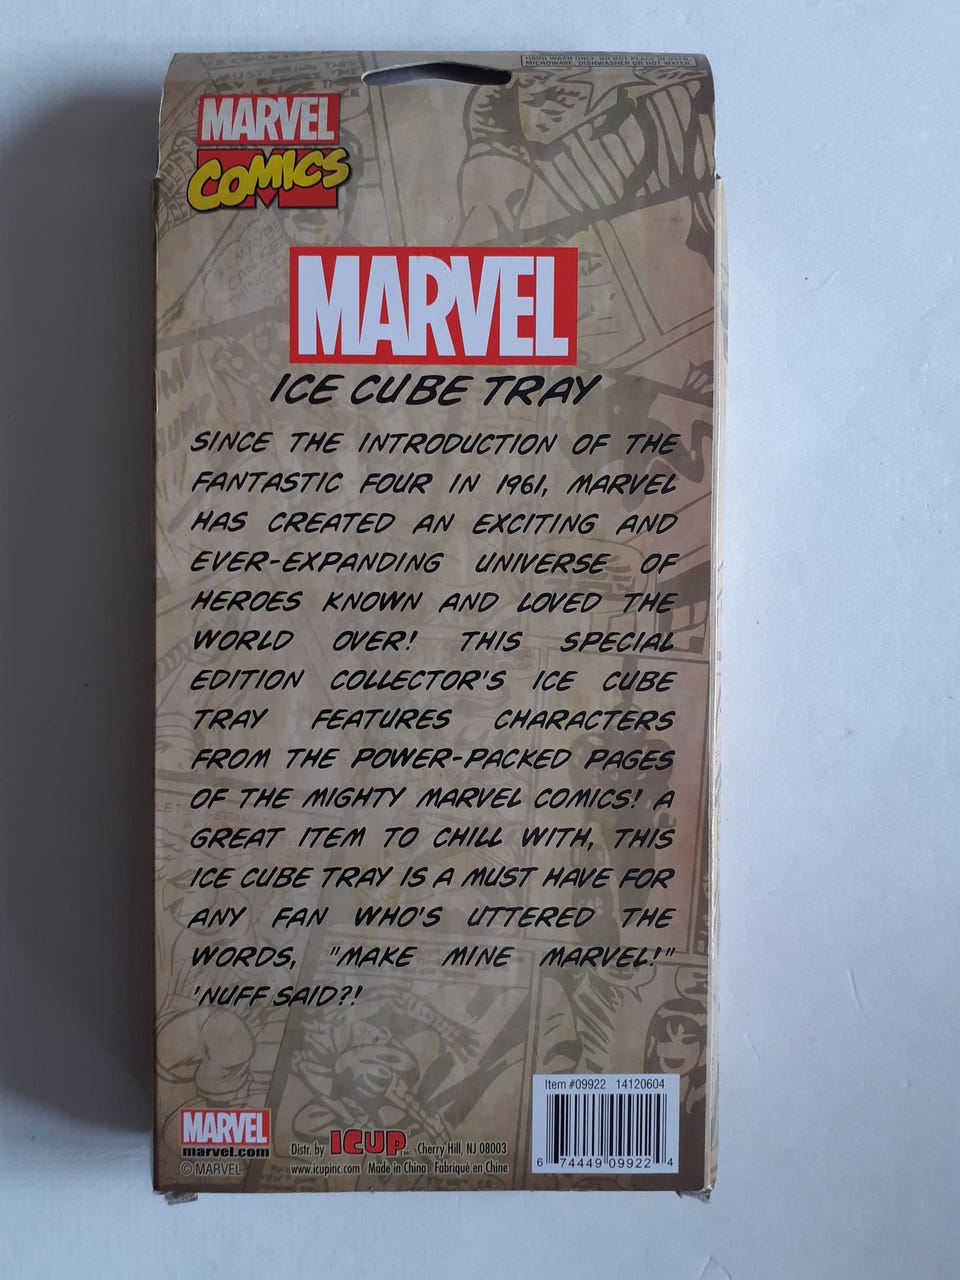 HAND WASH ONLY, DO NOT PLACE IN OVEN,
MICROWAVE, DISHWASHER OR HOT WATER.
MARVEL
COMICS
MARVEL
ICE CUBE TRAY
SINCE THE INTRODUCTION OF THE
FANTASTIC FOUR IN 1961, MARVEL
HAS CREATED AN EXCITING AND
EVER-EXPANDING UNIVERSE OF
HEROES KNOWN AND LOVED THE
WORLD OVER! THIS SPECIAL
EDITION COLLECTOR'S ICE CUBE
TRAY FEATURES CHARACTERS
FROM THE POWER-PACKED PAGES
OF THE MIGHTY MARVEL COMICS! A
GREAT ITEM TO CHILL WITH, THIS
ICE CUBE TRAY IS A MUST HAVE FOR
ANY FAN WHO'S UTTERED THE
WORDS, "MAKE MINE MARVEL!"
'NUFF SAID?!
Item #09922 14120604
6 74449 09922 4
MARVEL
marvel.com
© MARVEL
Distr. by ICUP INC. Cherry Hill, NJ 08003
www.icupinc.com Made in China Fabriqué en Chine